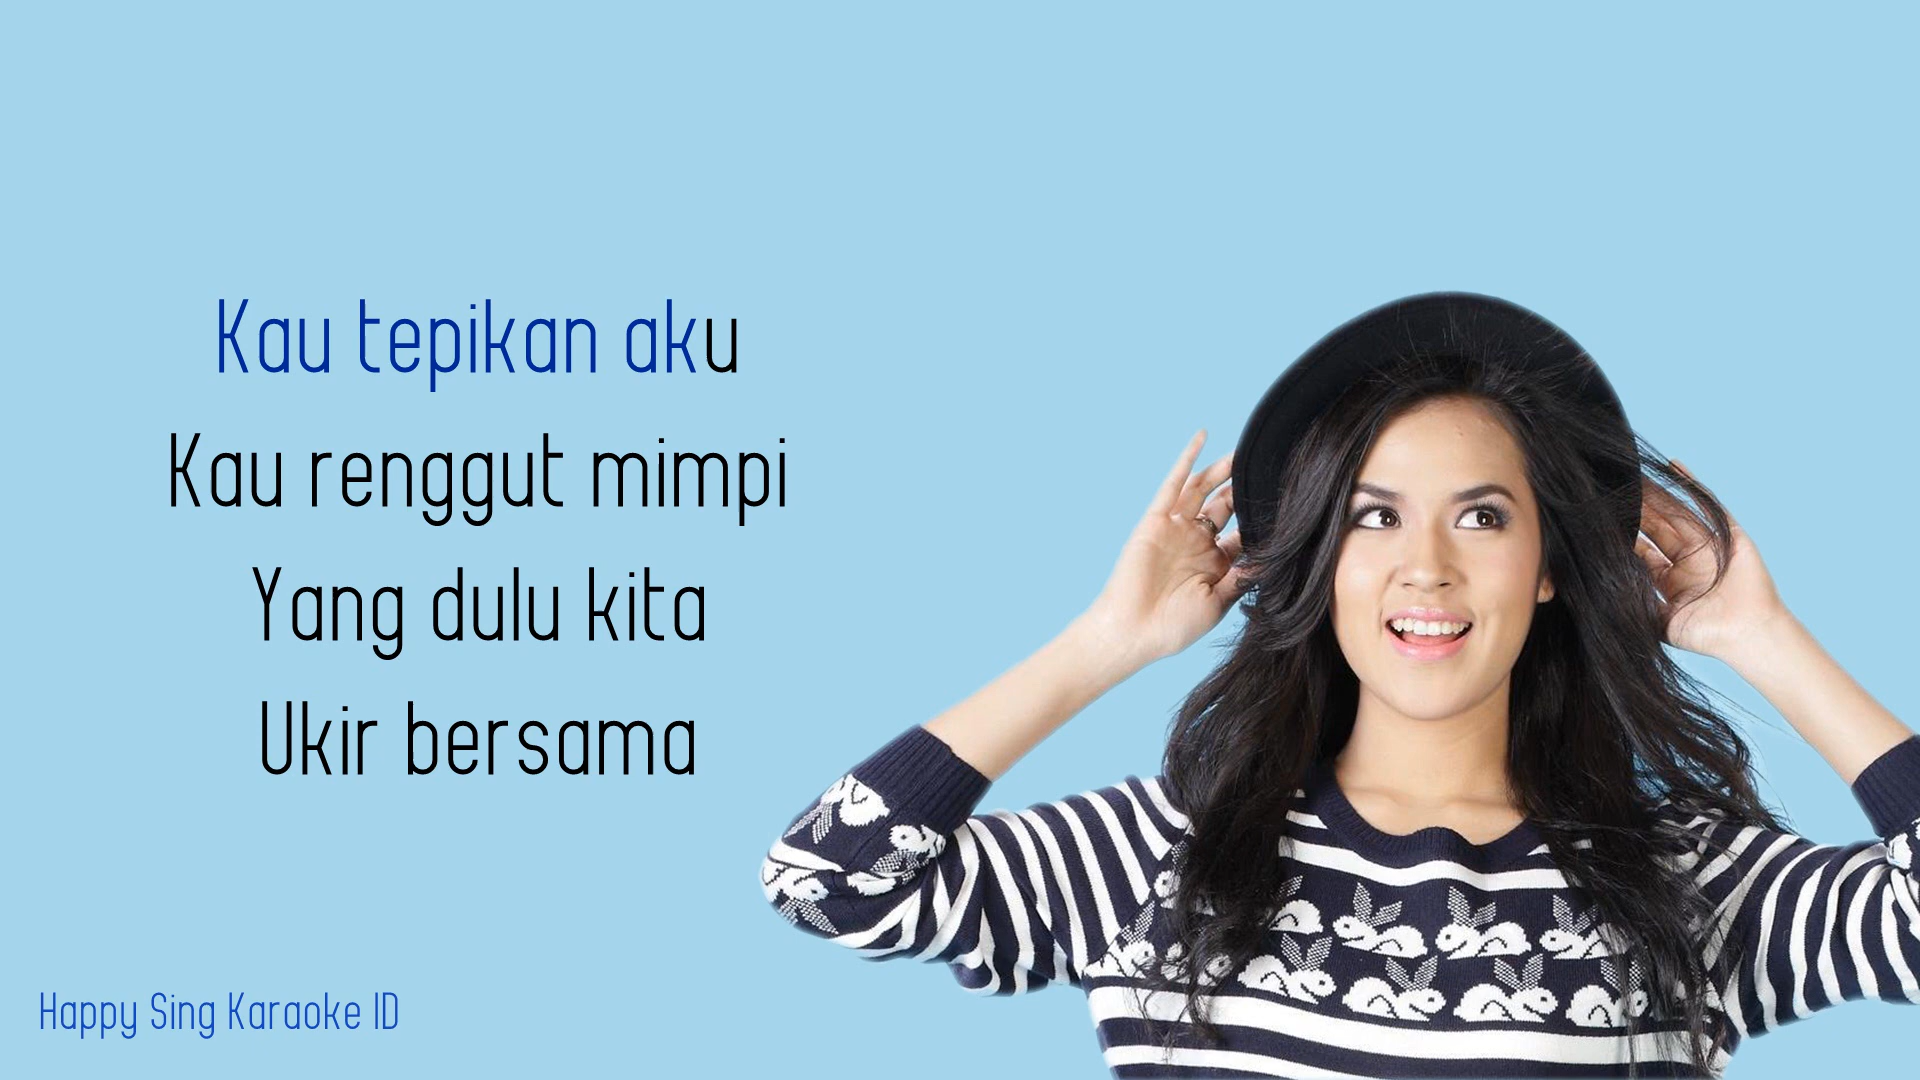 Kau tepikan aku
Kau renggut mimpi
Yang dulu kita
Ukir bersama
Happy Sing Karaoke ID